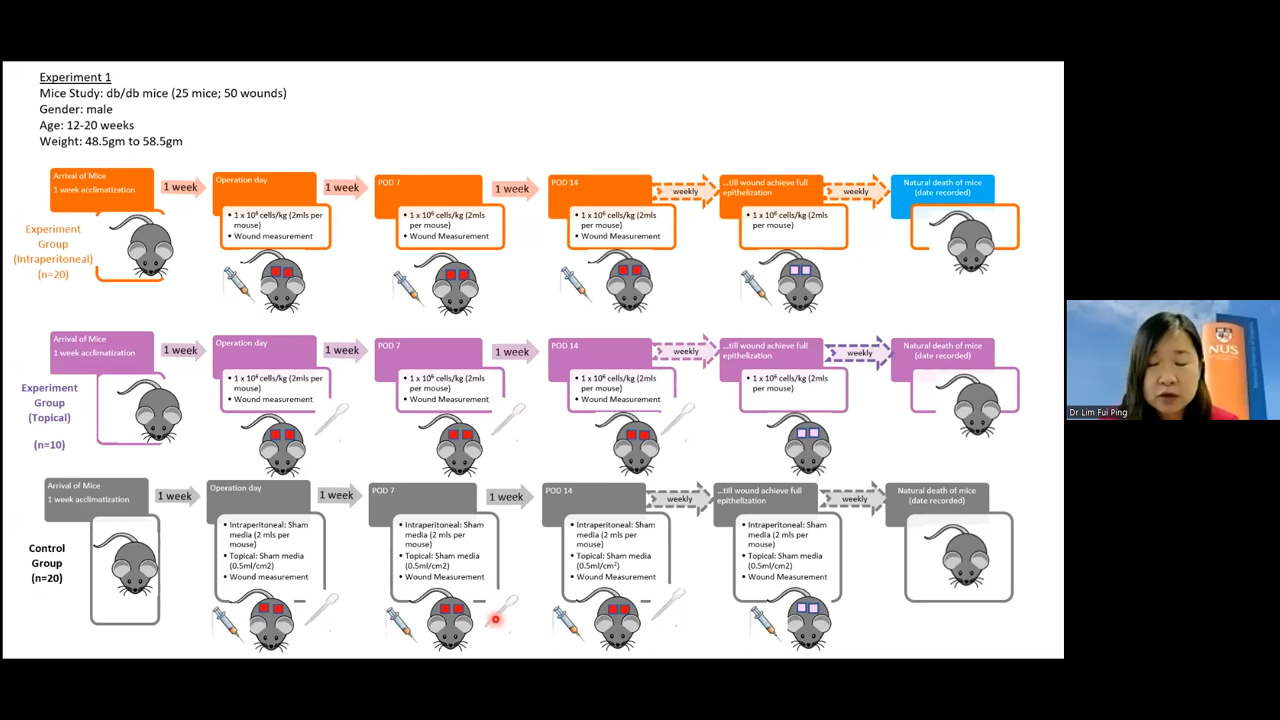 Experiment 1
Mice Study: db/db mice (25 mice; 50 wounds)
Gender: male
Age: 12-20 weeks
Weight: 48.5gm to 58.5gm
Experiment
Group
(Intraperitoneal)
(n=20)
Arrival of Mice
1 week acclimatization
1 week
Operation day
• 1 x 10⁶ cells/kg (2mls per
mouse)
• Wound measurement
1 week
POD 7
• 1 x 10⁶ cells/kg (2mls
per mouse)
• Wound Measurement
1 week
POD 14
• 1 x 10⁶ cells/kg (2mls
per mouse)
• Wound Measurement
weekly
...till wound achieve full
epithelization
• 1 x 10⁶ cells/kg (2mls
per mouse)
weekly
Natural death of mice
(date recorded)
Experiment
Group
(Topical)
(n=10)
Arrival of Mice
1 week acclimatization
1 week
Operation day
• 1 x 10⁶ cells/kg (2mls per
mouse)
• Wound measurement
1 week
POD 7
• 1 x 10⁶ cells/kg (2mls
per mouse)
• Wound Measurement
1 week
POD 14
• 1 x 10⁶ cells/kg (2mls
per mouse)
• Wound Measurement
weekly
...till wound achieve full
epithelization
• 1 x 10⁶ cells/kg (2mls
per mouse)
weekly
Natural death of mice
(date recorded)
Control
Group
(n=20)
Arrival of Mice
1 week acclimatization
1 week
Operation day
• Intraperitoneal: Sham
media (2 mls per
mouse)
• Topical: Sham media
(0.5ml/cm2)
• Wound measurement
1 week
POD 7
• Intraperitoneal: Sham
media (2 mls per
mouse)
• Topical: Sham media
(0.5ml/cm2)
• Wound Measurement
1 week
POD 14
• Intraperitoneal: Sham
media (2 mls per
mouse)
• Topical: Sham media
(0.5ml/cm²)
• Wound Measurement
weekly
...till wound achieve full
epithelization
• Intraperitoneal: Sham
media (2 mls per
mouse)
• Topical: Sham media
(0.5ml/cm2)
• Wound Measurement
weekly
Natural death of mice
(date recorded)
NUS
Dr Lim Fui Ping